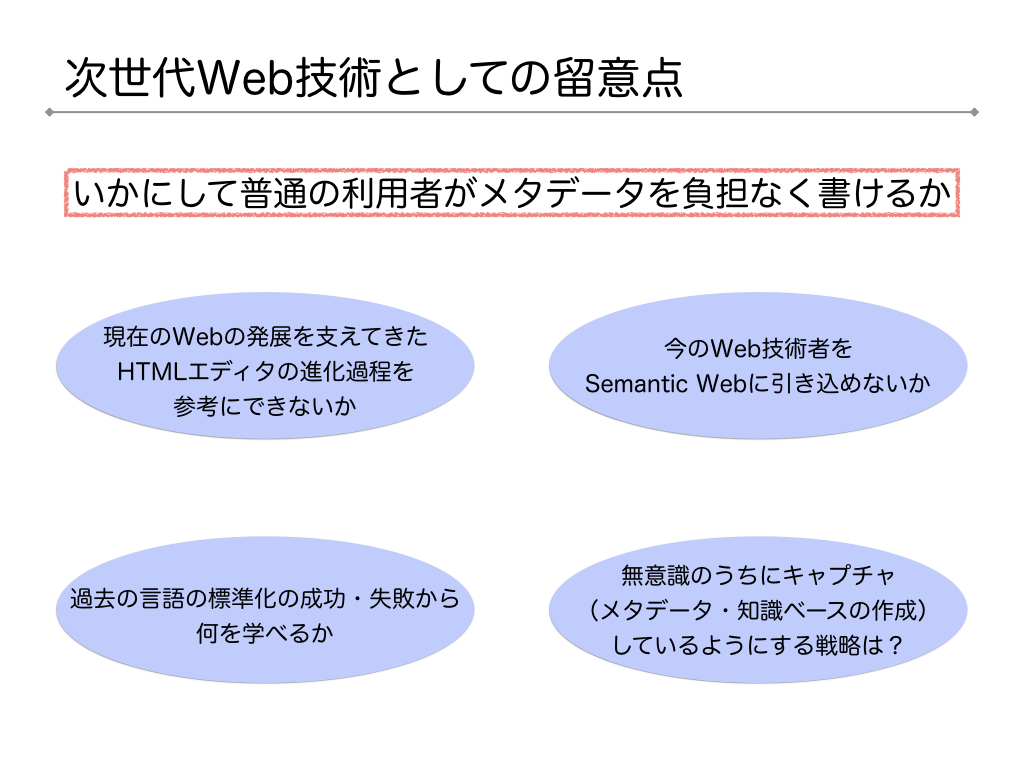 次世代Web技術としての留意点
いかにして普通の利用者がメタデータを負担なく書けるか
現在のWebの発展を支えてきた
HTMLエディタの進化過程を
参考にできないか
今のWeb技術者を
Semantic Webに引き込めないか
過去の言語の標準化の成功・失敗から
何を学べるか
無意識のうちにキャプチャ
（メタデータ・知識ベースの作成）
しているようにする戦略は？